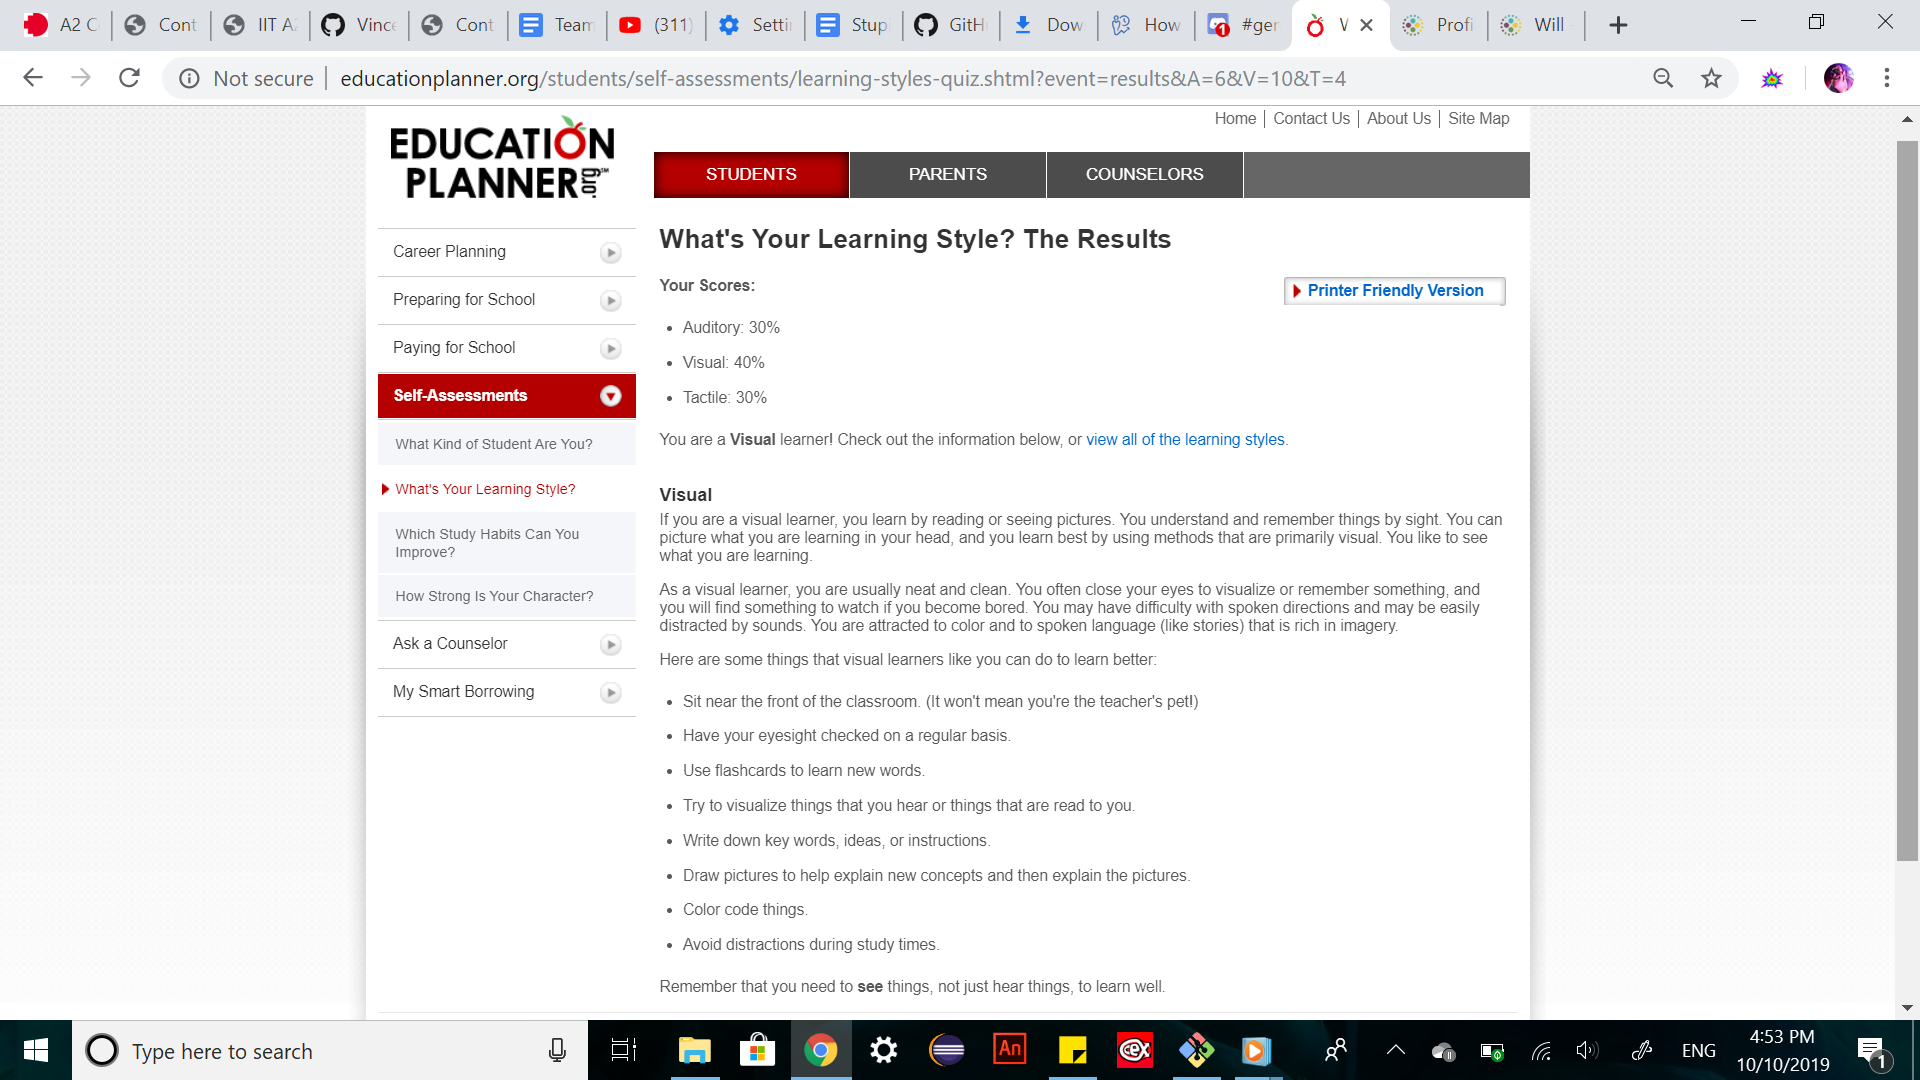 A2 C
Cont
IIT A2
Vince
Cont
Team
(311)
Settin
Stup
GitH
Dow
How
#ger
Profi
Will
Not secure
educationplanner.org/students/self-assessments/learning-styles-quiz.shtml?event=results&A=6&V=10&T=4
EDUCATION
PLANNER.org
Home | Contact Us | About Us | Site Map
STUDENTS
PARENTS
COUNSELORS
Career Planning
Preparing for School
Paying for School
Self-Assessments
What Kind of Student Are You?
What's Your Learning Style?
Which Study Habits Can You
Improve?
How Strong Is Your Character?
Ask a Counselor
My Smart Borrowing
What's Your Learning Style? The Results
Your Scores:
Printer Friendly Version
Auditory: 30%
Visual: 40%
Tactile: 30%
You are a Visual learner! Check out the information below, or view all of the learning styles.
Visual
If you are a visual learner, you learn by reading or seeing pictures. You understand and remember things by sight. You can
picture what you are learning in your head, and you learn best by using methods that are primarily visual. You like to see
what you are learning.
As a visual learner, you are usually neat and clean. You often close your eyes to visualize or remember something, and
you will find something to watch if you become bored. You may have difficulty with spoken directions and may be easily
distracted by sounds. You are attracted to color and to spoken language (like stories) that is rich in imagery.
Here are some things that visual learners like you can do to learn better:
Sit near the front of the classroom. (It won't mean you're the teacher's pet!)
Have your eyesight checked on a regular basis.
Use flashcards to learn new words.
Try to visualize things that you hear or things that are read to you.
Write down key words, ideas, or instructions.
Draw pictures to help explain new concepts and then explain the pictures.
Color code things.
Avoid distractions during study times.
Remember that you need to see things, not just hear things, to learn well.
Type here to search
An
cex
ENG
4:53 PM
10/10/2019
1